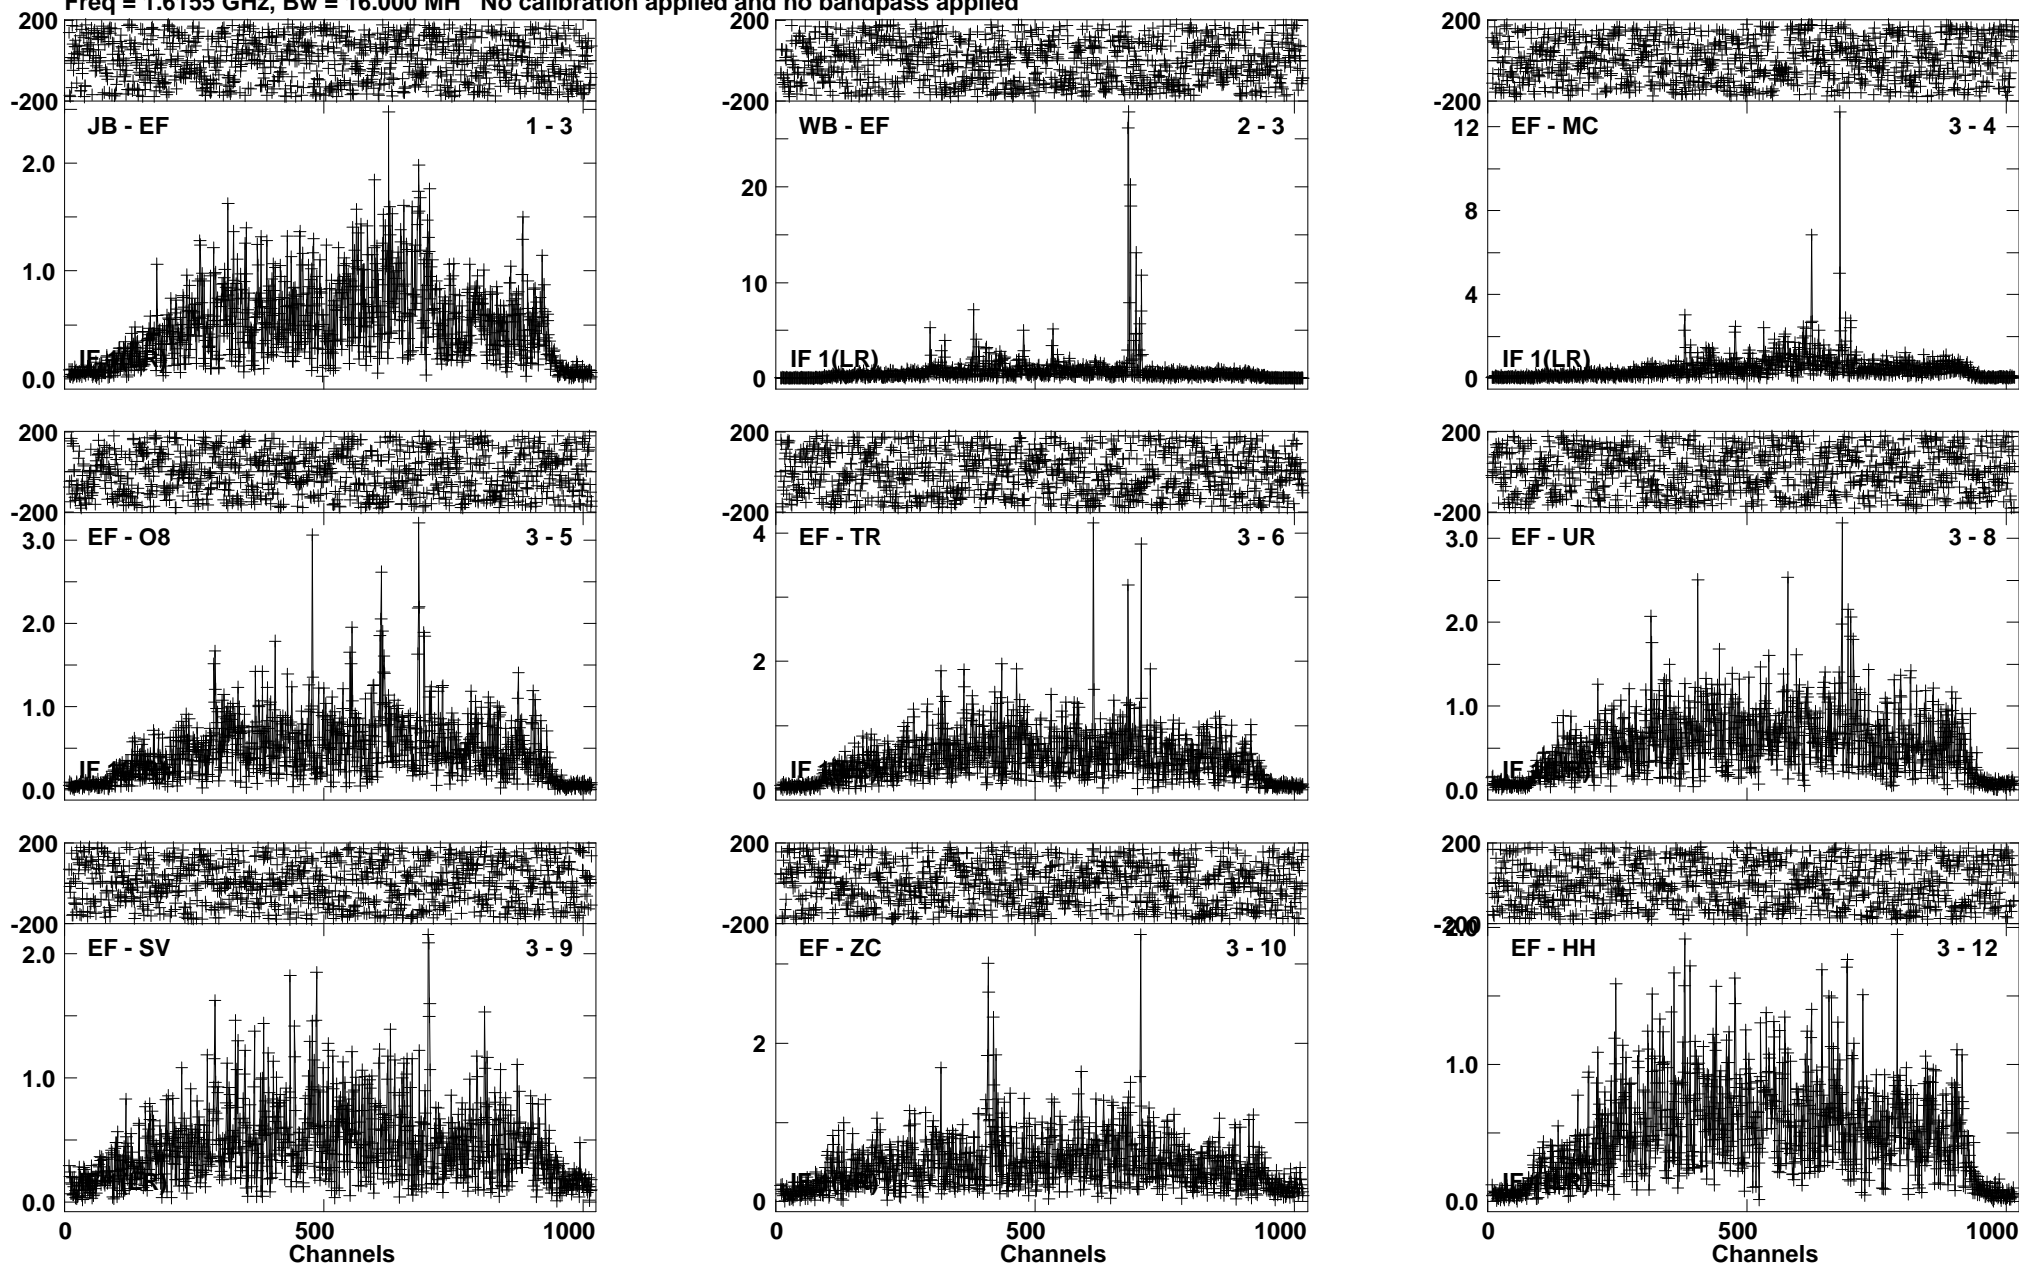 Freq = 1.6155 GHz, Bw = 16.000 MH No calibration applied and no bandpass applied
200 200 200
-200 -200 -200
JB - EF 1 - 3 WB - EF 2 - 3 EF - MC 3 - 4
12
2.0 20
8
1.0 10
4
IF 1(LR) IF 1(LR)
0.0 0 0
200 200 200
-200 -200 -200
EF - O8 3 - 5 EF - TR 3 - 6 EF - UR 3 - 8
3.0 4 3.0
2.0 2 2.0
1.0 1.0
IF IF IF
0.0 0 0.0
200 200 200
-200 -200 -200
2.0
EF - SV 3 - 9 EF - ZC 3 - 10 EF - HH 3 - 12
2.0
2
1.0 1.0
0.0 0 0.0
0 500 1000 0 500 1000 0 500 1000
Channels Channels Channels